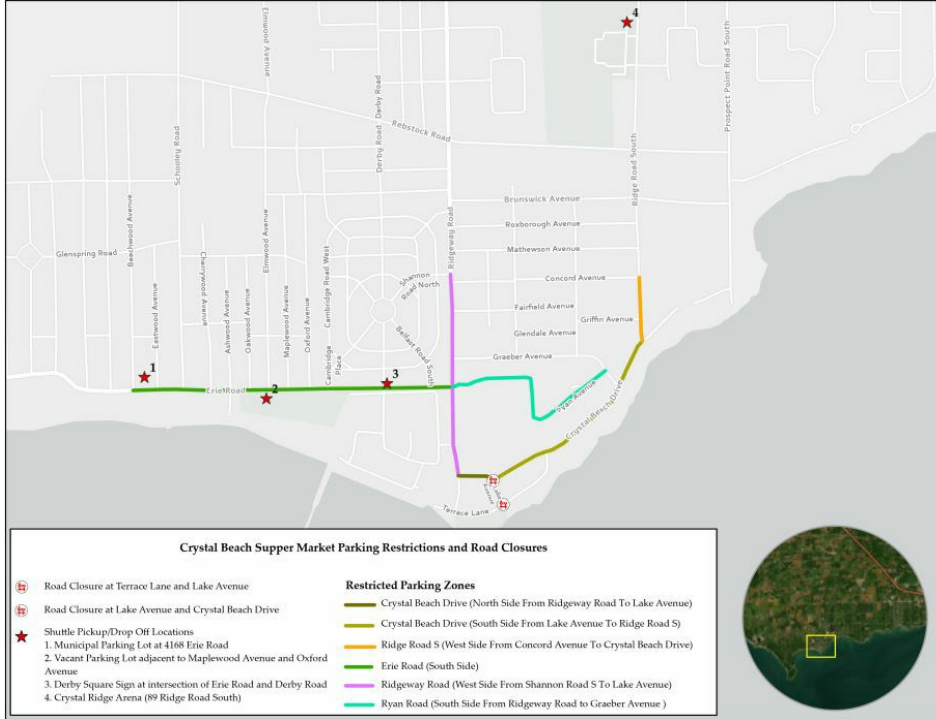 4
Elmwood Avenue
Derby Road
Derby Road
Prospect Point Road South
Rebstock Road
Schooley Road
Ridge Road South
Brunswick Avenue
Beechwood Avenue
Roxborough Avenue
Ridgeway Road
Elmwood Avenue
Mathewson Avenue
Glenspring Road
Cherrywood Avenue
Cambridge Road West
Shannon
Road North
Concord Avenue
Eastwood Avenue
Ashwood Avenue
Oakwood Avenue
Maplewood Avenue
Oxford Avenue
Fairfield Avenue
Griffin Avenue
Belfast Road South
Glendale Avenue
Cambridge
Place
Graeber Avenue
1
3
Erie Road
2
Ryan Avenue
Crystal Beach Drive
Lake
Avenue
Terrace Lane
Crystal Beach Supper Market Parking Restrictions and Road Closures
Road Closure at Terrace Lane and Lake Avenue
Road Closure at Lake Avenue and Crystal Beach Drive
Shuttle Pickup/Drop Off Locations
1. Municipal Parking Lot at 4168 Erie Road
2. Vacant Parking Lot adjacent to Maplewood Avenue and Oxford
Avenue
3. Derby Square Sign at intersection of Erie Road and Derby Road
4. Crystal Ridge Arena (89 Ridge Road South)
Restricted Parking Zones
Crystal Beach Drive (North Side From Ridgeway Road To Lake Avenue)
Crystal Beach Drive (South Side From Lake Avenue To Ridge Road S)
Ridge Road S (West Side From Concord Avenue To Crystal Beach Drive)
Erie Road (South Side)
Ridgeway Road (West Side From Shannon Road S To Lake Avenue)
Ryan Road (South Side From Ridgeway Road to Graeber Avenue )